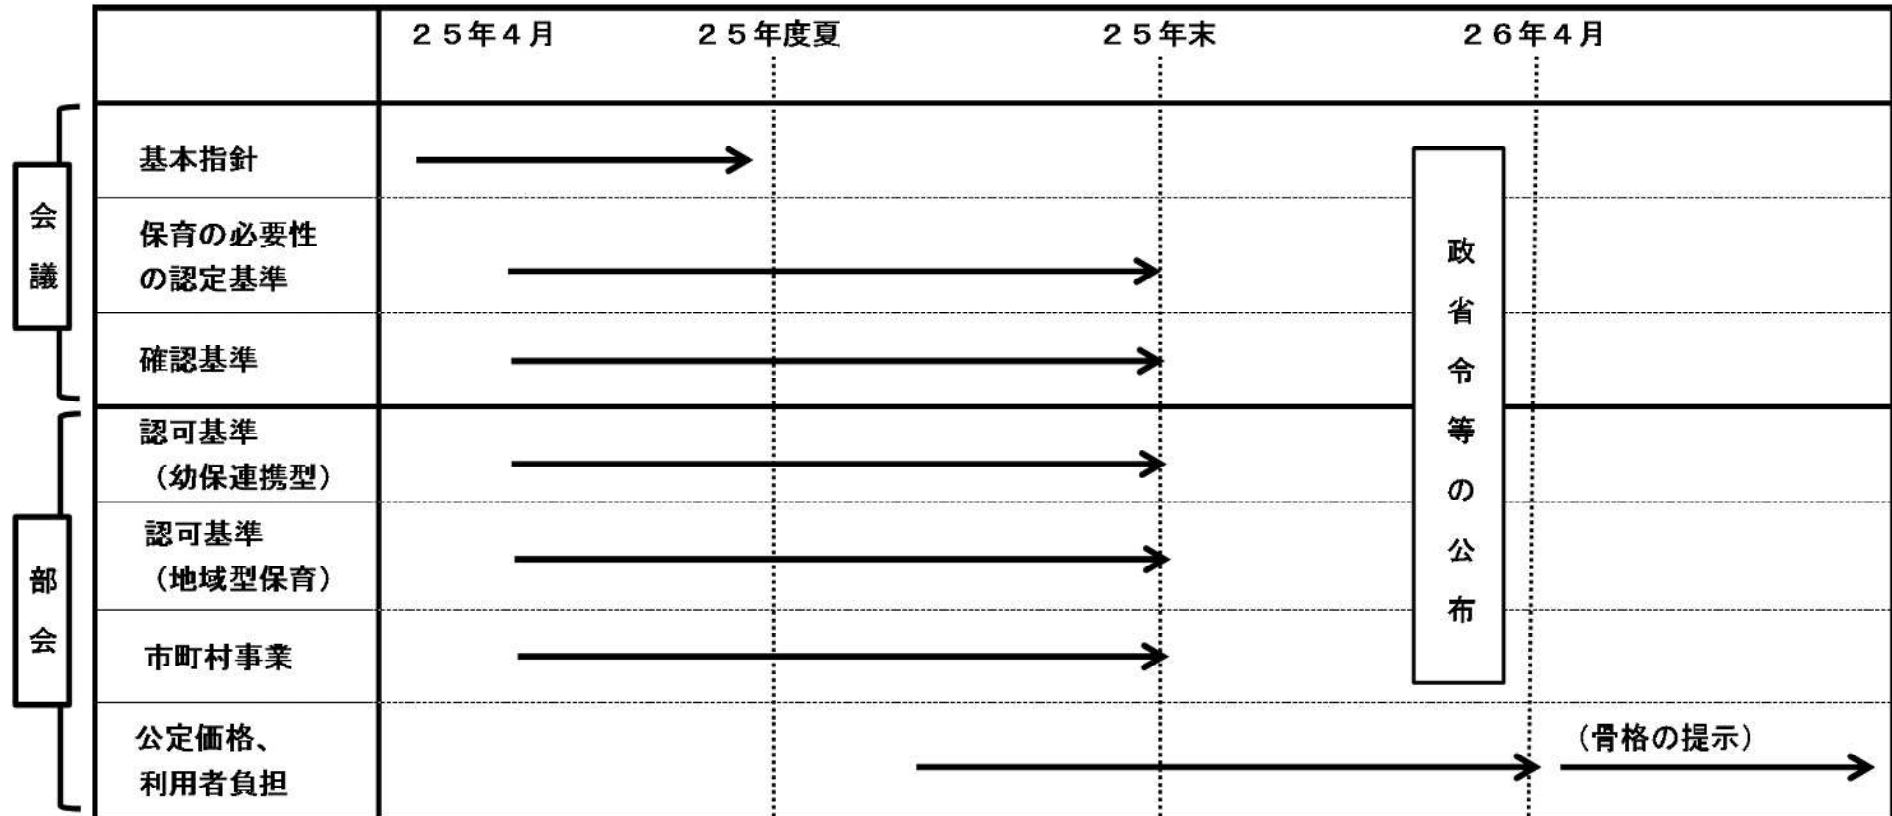 ２５年４月 ２５年度夏 ２５年末 ２６年４月
会議
基本指針
保育の必要性
の認定基準
確認基準
部会
認可基準
（幼保連携型）
認可基準
（地域型保育）
市町村事業
公定価格、
利用者負担
政省令等の公布
（骨格の提示）